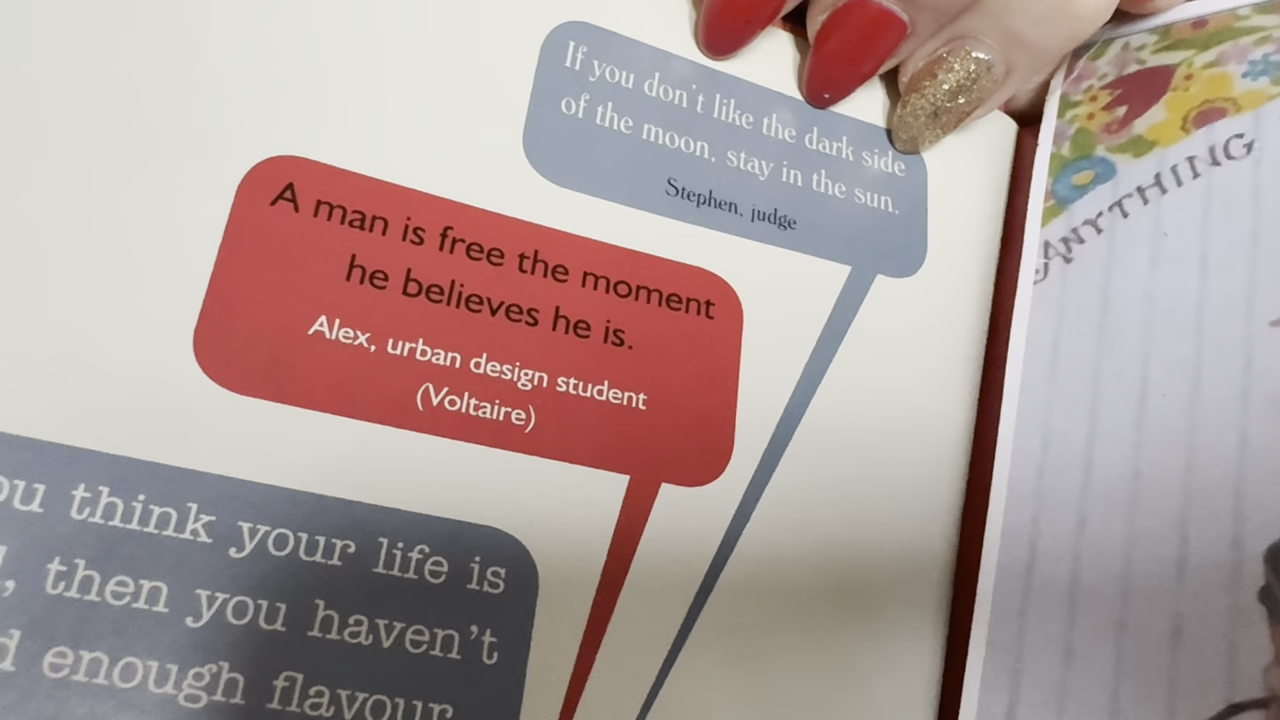 If you don't like the dark side
of the moon, stay in the sun.
Stephen, judge
A man is free the moment
he believes he is.
Alex, urban design student
(Voltaire)
think your life is
then you haven't
enough flavour
ANYTHING